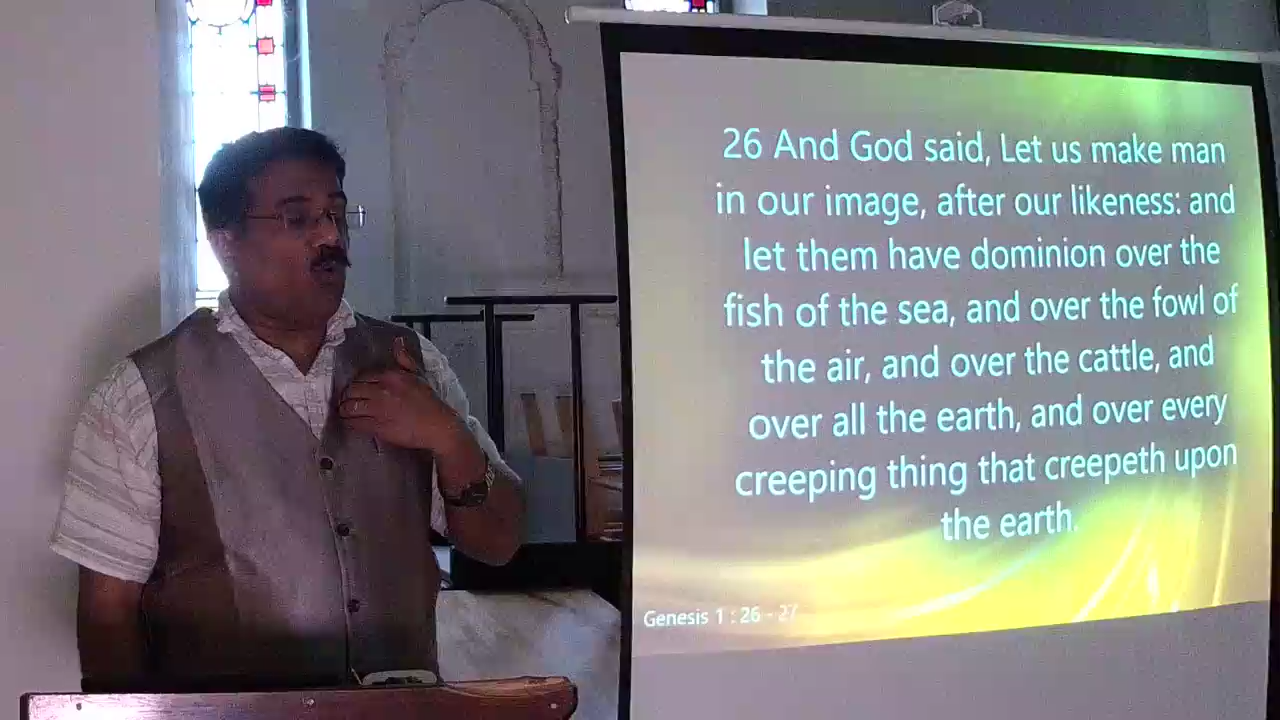 26 And God said, Let us make man
in our image, after our likeness: and
let them have dominion over the
fish of the sea, and over the fowl of
the air, and over the cattle, and
over all the earth, and over every
creeping thing that creepeth upon
the earth.
Genesis 1 : 26 - 27